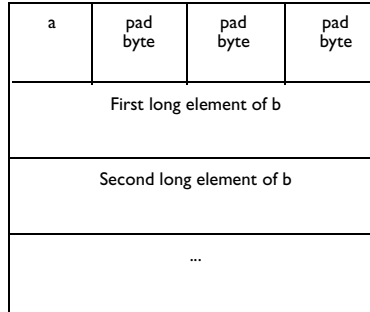 a
pad
byte
pad
byte
pad
byte
First long element of b
Second long element of b
...